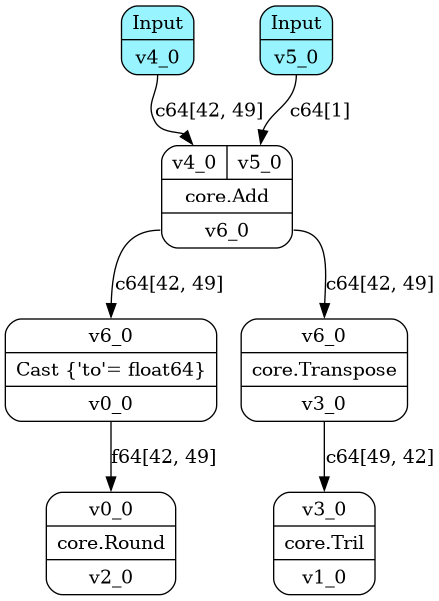 Input
v4_0
Input
v5_0
c64[42, 49]
c64[1]
v4_0
v5_0
core.Add
v6_0
c64[42, 49]
c64[42, 49]
v6_0
Cast {'to'= float64}
v0_0
v6_0
core.Transpose
v3_0
f64[42, 49]
c64[49, 42]
v0_0
core.Round
v2_0
v3_0
core.Tril
v1_0